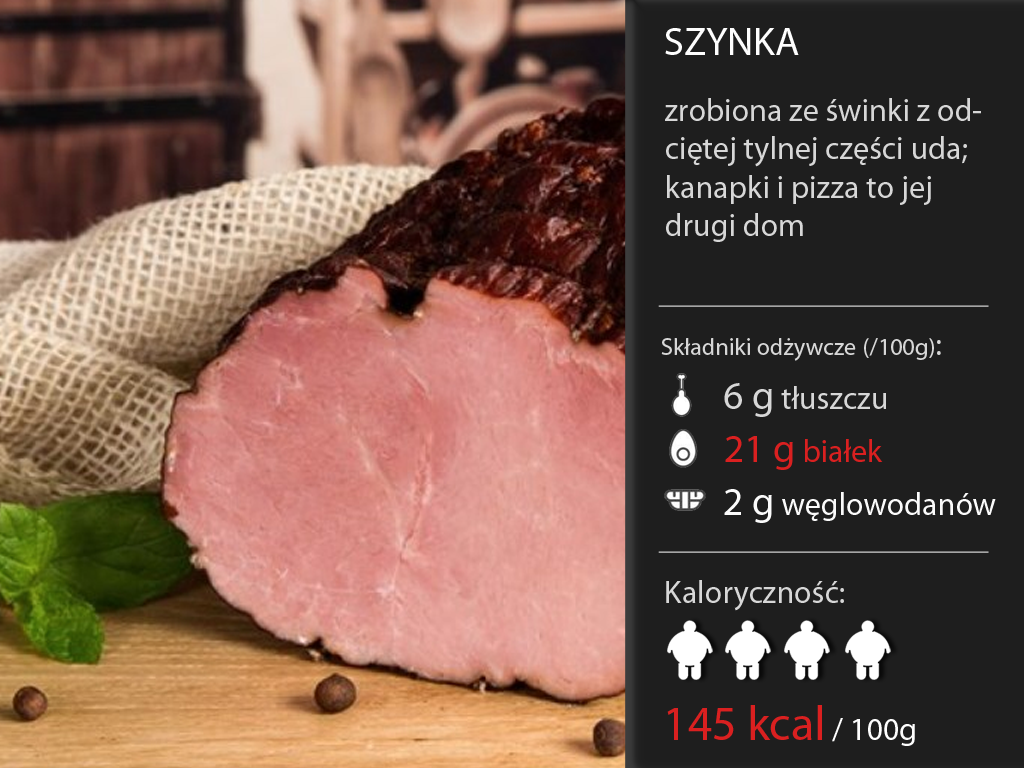 SZYNKA
zrobiona ze świnki z od-
ciętej tylnej części uda;
kanapki i pizza to jej
drugi dom
Składniki odżywcze (/100g):
6 g tłuszczu
21 g białek
2 g węglowodanów
Kaloryczność:
145 kcal / 100g